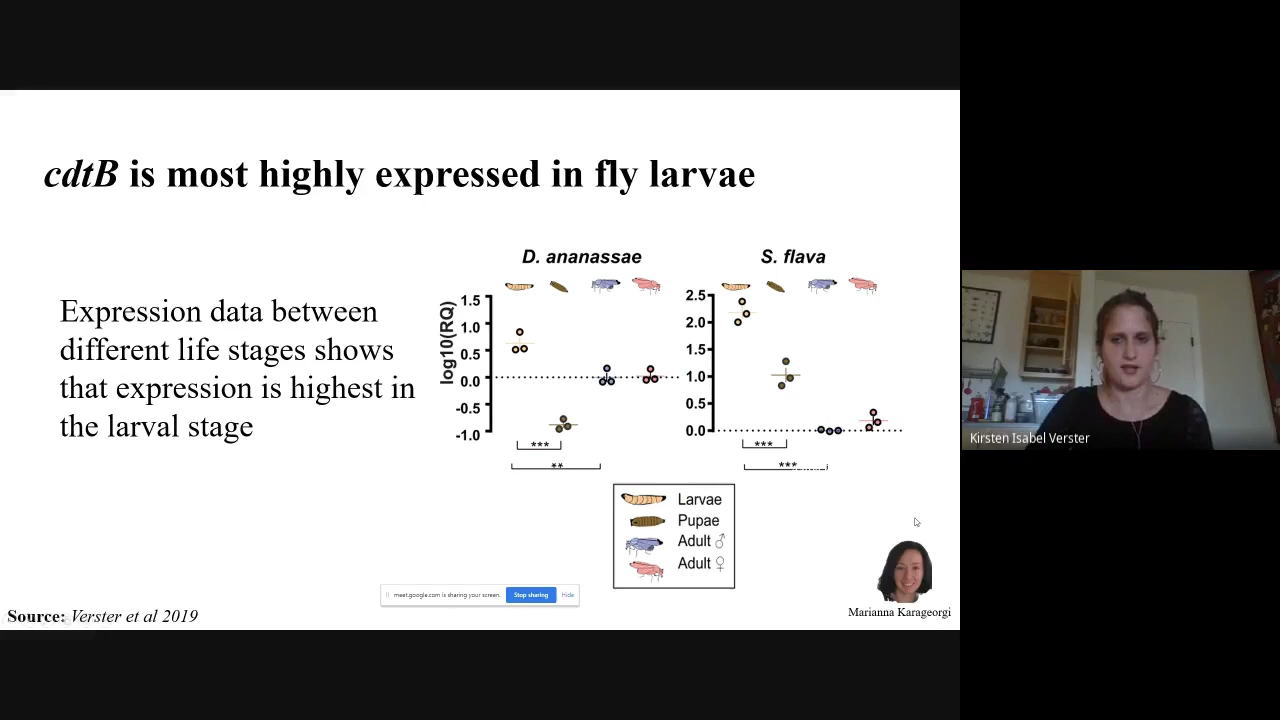 cdtB is most highly expressed in fly larvae
Expression data between
different life stages shows
that expression is highest in
the larval stage
D. ananassae
S. flava
log10(RQ)
1.5
1.0
0.5
0.0
-0.5
-1.0
***
**
2.5
2.0
1.5
1.0
0.5
0.0
***
***
Larvae
Pupae
Adult ♂
Adult ♀
meet.google.com is sharing your screen.
Stop sharing
Hide
Source: Verster et al 2019
Marianna Karageorgi
Kirsten Isabel Verster